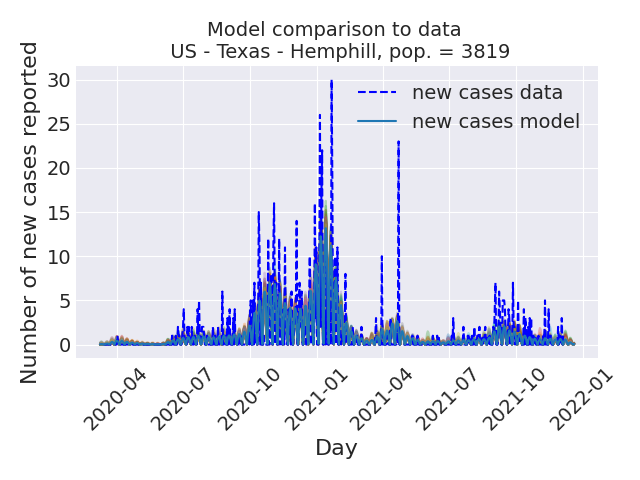 Model comparison to data
US - Texas - Hemphill, pop. = 3819
Number of new cases reported
30
25
20
15
10
5
0
new cases data
new cases model
2020-04
2020-07
2020-10
2021-01
2021-04
2021-07
2021-10
2022-01
Day